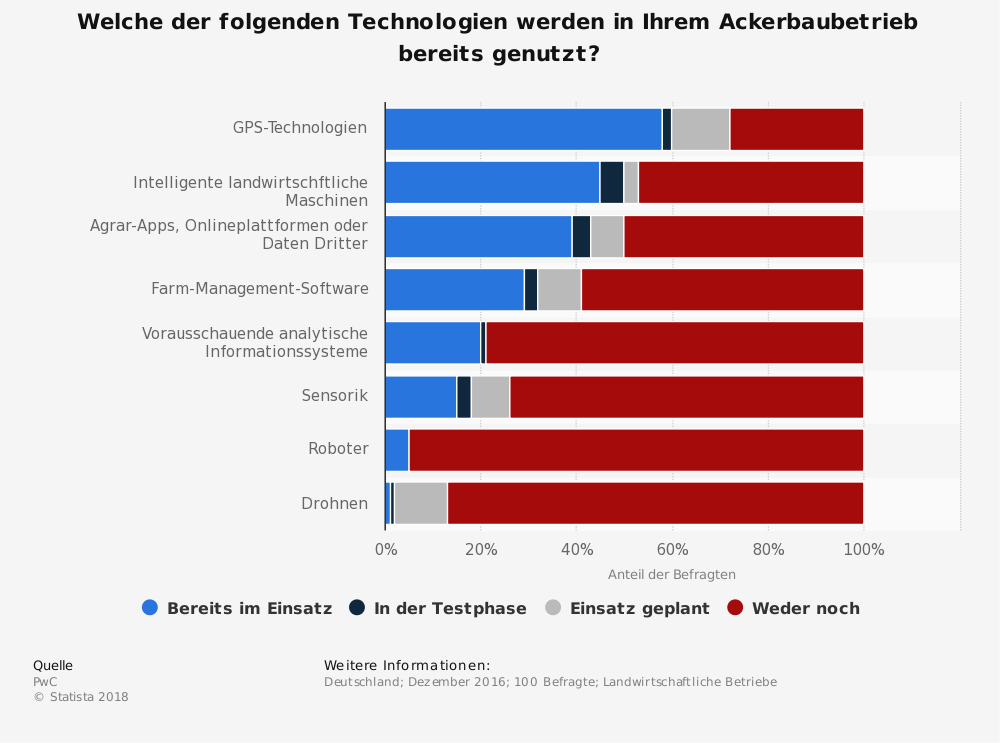 Welche der folgenden Technologien werden in Ihrem Ackerbaubetrieb
bereits genutzt?
GPS-Technologien
Intelligente landwirtschftliche
Maschinen
Agrar-Apps, Onlineplattformen oder
Daten Dritter
Farm-Management-Software
Vorausschauende analytische
Informationssysteme
Sensorik
Roboter
Drohnen
0% 20% 40% 60% 80% 100%
Anteil der Befragten
Bereits im Einsatz In der Testphase Einsatz geplant Weder noch
Quelle
PwC
© Statista 2018
Weitere Informationen:
Deutschland; Dezember 2016; 100 Befragte; Landwirtschaftliche Betriebe